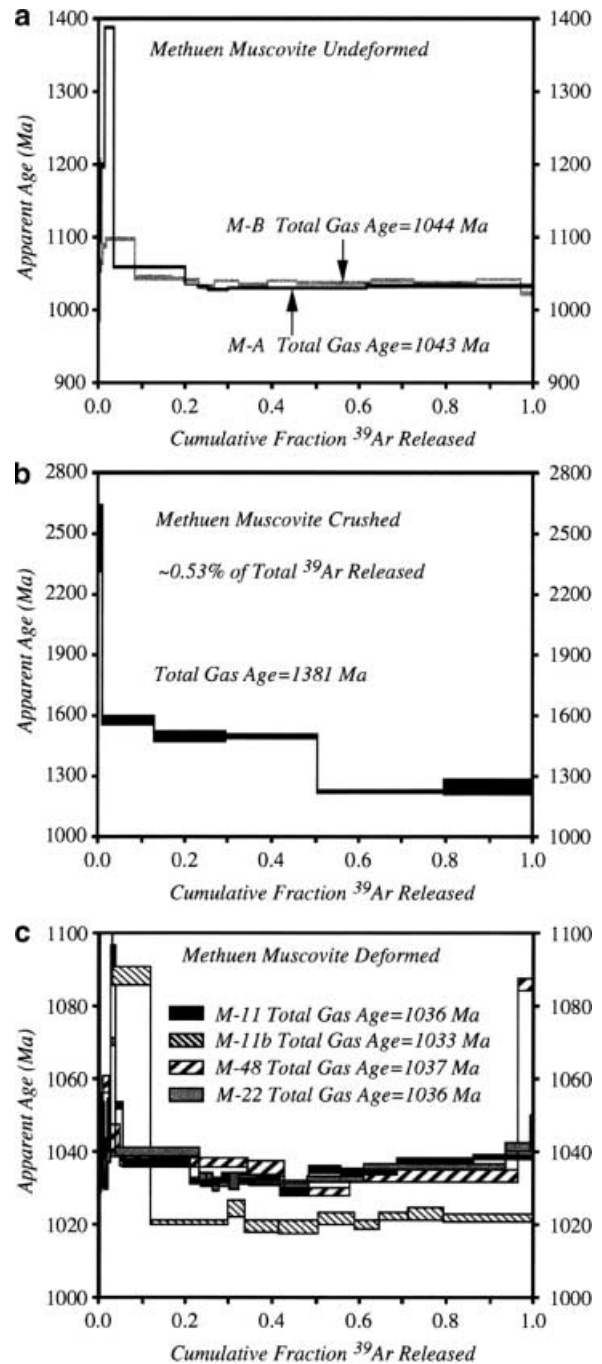 a
1400 1400
Methuen Muscovite Undeformed
1300 1300
1200 1200
M-B Total Gas Age=1044 Ma
1100 1100
1000 1000
M-A Total Gas Age=1043 Ma
900 900
Apparent Age (Ma)
0.0 0.2 0.4 0.6 0.8 1.0
Cumulative Fraction ³⁹Ar Released
b
2800 2800
Methuen Muscovite Crushed
2500 2500
~0.53% of Total ³⁹Ar Released
2200 2200
1900 1900
Total Gas Age=1381 Ma
1600 1600
1300 1300
1000 1000
Apparent Age (Ma)
0.0 0.2 0.4 0.6 0.8 1.0
Cumulative Fraction ³⁹Ar Released
c
1100 1100
Methuen Muscovite Deformed
1080 1080
M-11 Total Gas Age=1036 Ma
M-11b Total Gas Age=1033 Ma
M-48 Total Gas Age=1037 Ma
1060 1060
M-22 Total Gas Age=1036 Ma
1040 1040
1020 1020
1000 1000
Apparent Age (Ma)
0.0 0.2 0.4 0.6 0.8 1.0
Cumulative Fraction ³⁹Ar Released